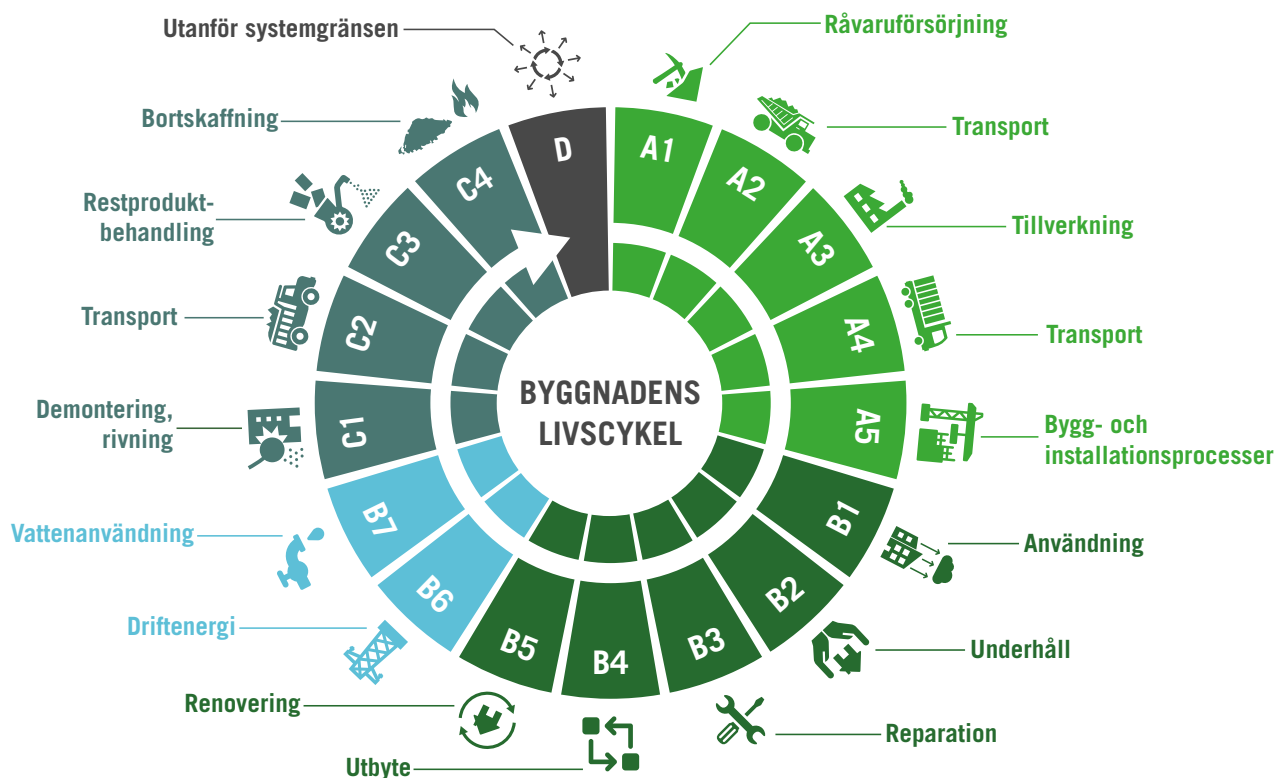 Utanför systemgränsen
Råvaruförsörjning
Bortskaffning
Transport
D
A1
C4
A2
Restprodukt-
behandling
Tillverkning
C3
A3
Transport
Transport
C2
A4
BYGGNADENS
LIVSCYKEL
Demontering,
rivning
C1
A5
Bygg- och
installationsprocesser
Vattenanvändning
B7
B1
Användning
Driftenergi
B6
B2
Underhåll
B5
B4
B3
Renovering
Reparation
Utbyte